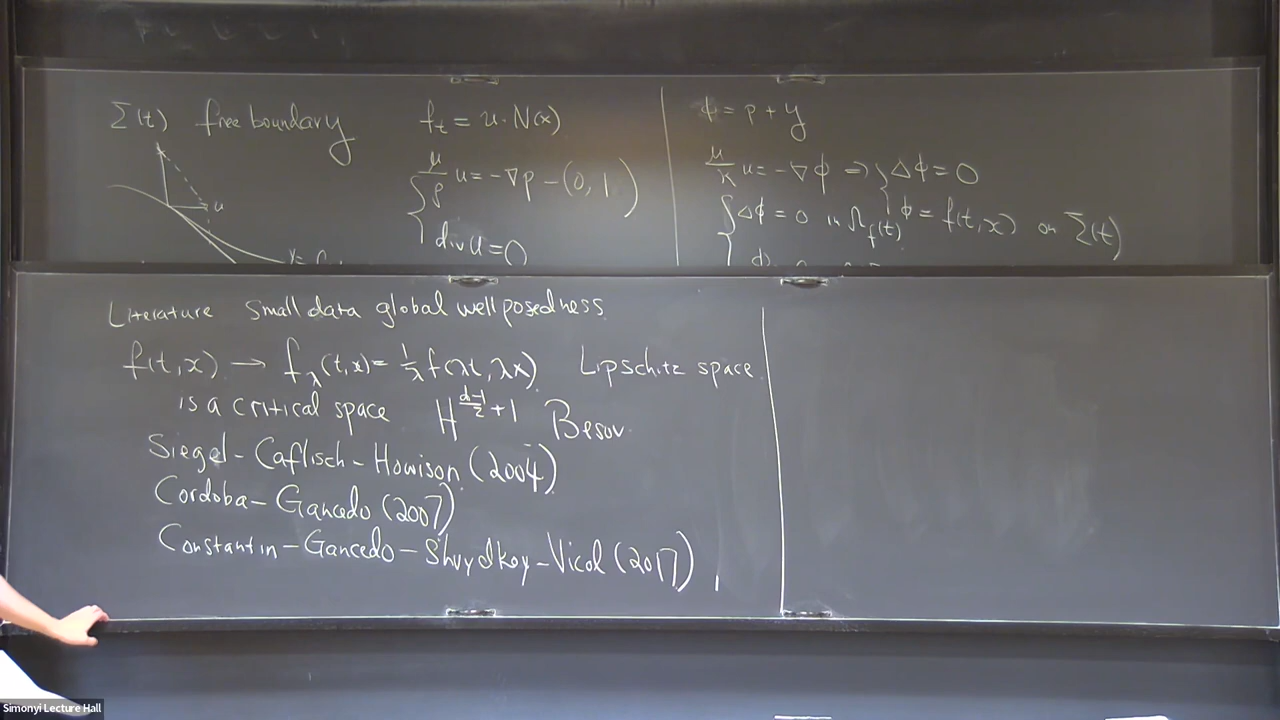 Σ(t) free boundary
u
f_t = u · N(x)
μ/ρ u = -∇p - (0, 1)
div u = 0
ϕ = p + y
μ/κ u = -∇ϕ ⇒ Δϕ = 0
Δϕ = 0 in Ω_f(t), ϕ = f(t,x) on Σ(t)
Literature Small data global wellposedness
f(t,x) → f_λ(t,x) = 1/λ f(λt, λx) Lipschitz space
is a critical space H^{(d-1)/2 + 1} Besov
Siegel - Caflisch - Howison (2004)
Cordoba - Gancedo (2007)
Constantin - Gancedo - Shvydkoy - Vicol (2017)
Simonyi Lecture Hall